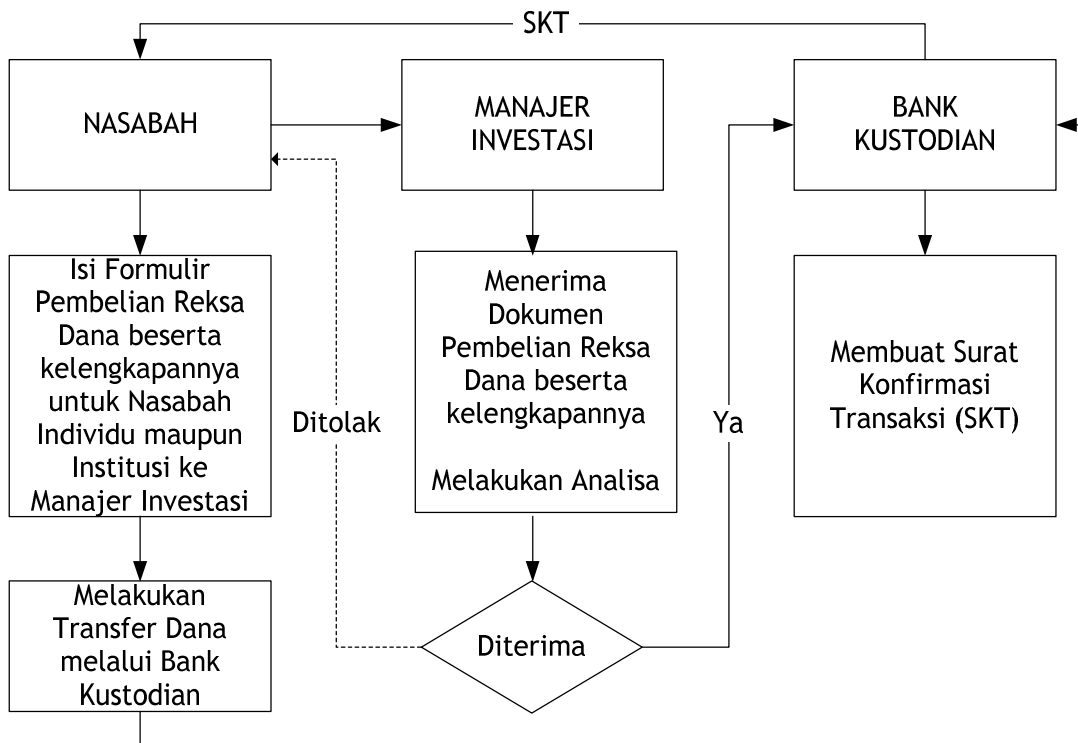 SKT
NASABAH
MANAJER
INVESTASI
BANK
KUSTODIAN
Isi Formulir
Pembelian Reksa
Dana beserta
kelengkapannya
untuk Nasabah
Individu maupun
Institusi ke
Manajer Investasi
Ditolak
Menerima
Dokumen
Pembelian Reksa
Dana beserta
kelengkapannya
Melakukan Analisa
Ya
Membuat Surat
Konfirmasi
Transaksi (SKT)
Melakukan
Transfer Dana
melalui Bank
Kustodian
Diterima